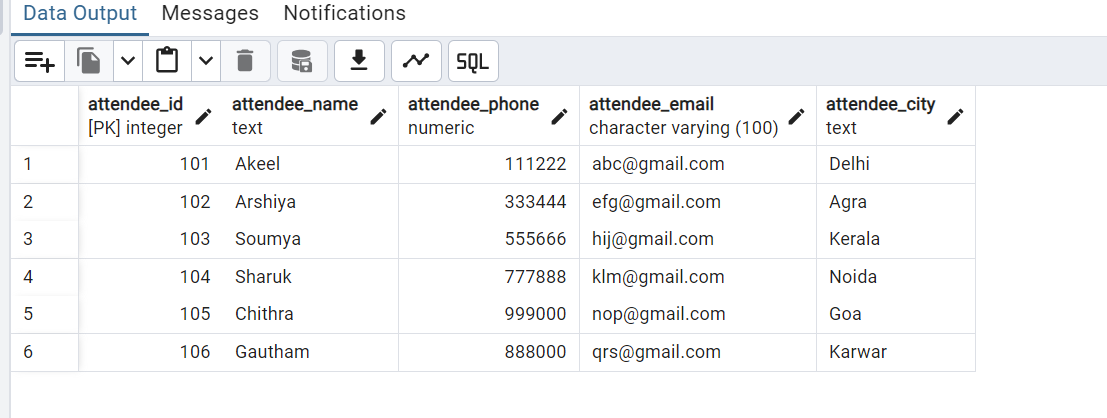 Data Output Messages Notifications
SQL
attendee_id attendee_name attendee_phone attendee_email attendee_city
[PK] integer text numeric character varying (100) text
1 101 Akeel 111222 abc@gmail.com Delhi
2 102 Arshiya 333444 efg@gmail.com Agra
3 103 Soumya 555666 hij@gmail.com Kerala
4 104 Sharuk 777888 klm@gmail.com Noida
5 105 Chithra 999000 nop@gmail.com Goa
6 106 Gautham 888000 qrs@gmail.com Karwar